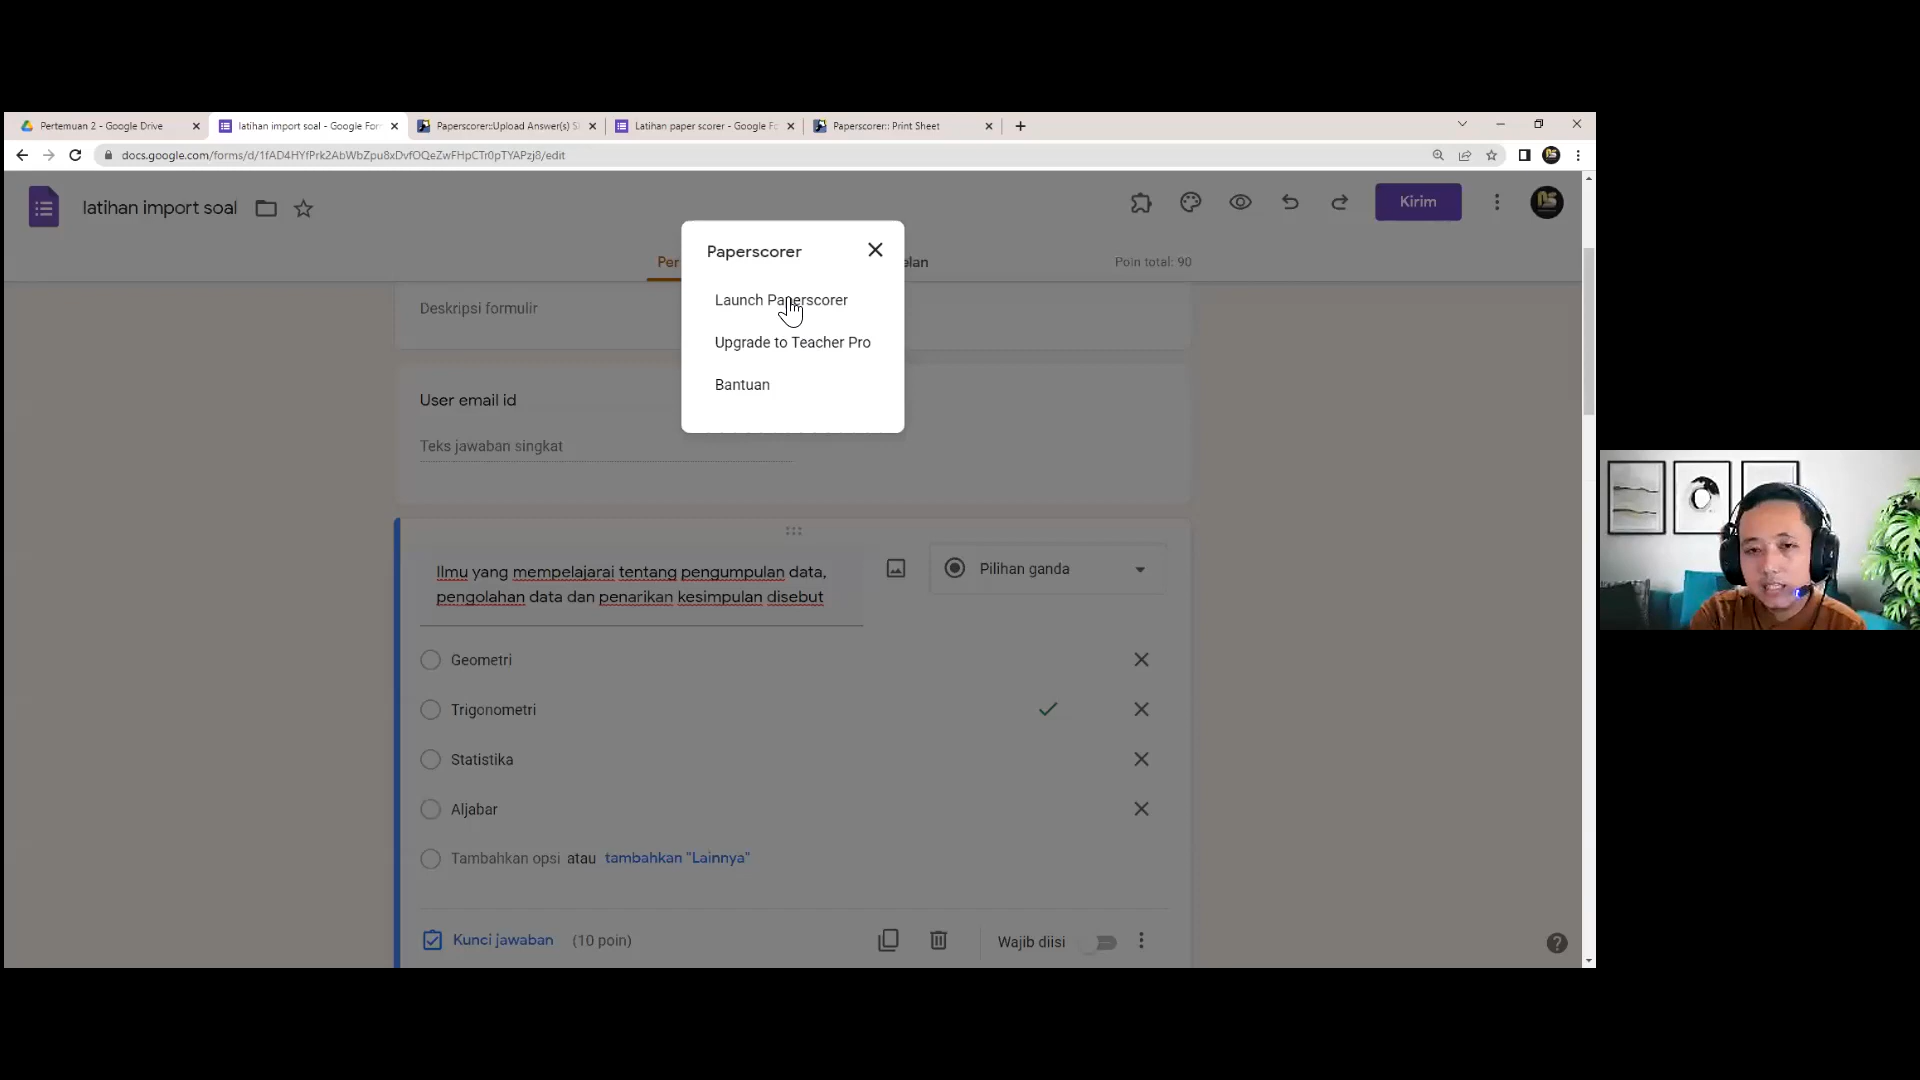 Pertemuan 2 - Google Drive
latihan import soal - Google For
Paperscorer::Upload Answer(s) S
Latihan paper scorer - Google Fo
Paperscorer:: Print Sheet
docs.google.com/forms/d/1fAD4HYfPrk2AbWbZpu8xDvfOQeZwFHpCTr0pTYAPzj8/edit
latihan import soal
Kirim
Per
elan
Poin total: 90
Paperscorer
Launch Paperscorer
Upgrade to Teacher Pro
Bantuan
Deskripsi formulir
User email id
Teks jawaban singkat
Ilmu yang mempelajarai tentang pengumpulan data,
pengolahan data dan penarikan kesimpulan disebut
Pilihan ganda
Geometri
Trigonometri
Statistika
Aljabar
Tambahkan opsi atau tambahkan "Lainnya"
Kunci jawaban (10 poin)
Wajib diisi